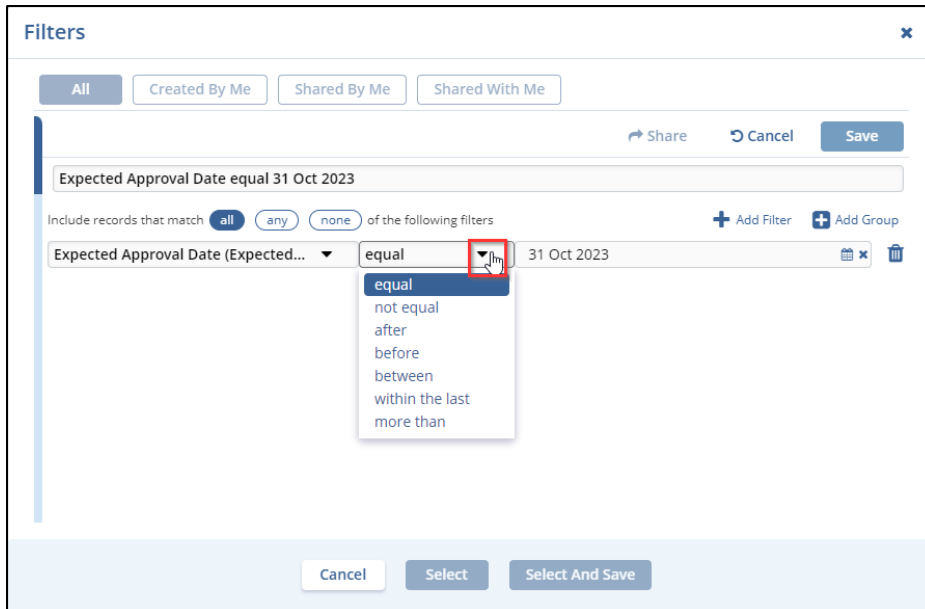 Filters
All Created By Me Shared By Me Shared With Me
Share Cancel Save
Expected Approval Date equal 31 Oct 2023
Include records that match all any none of the following filters Add Filter Add Group
Expected Approval Date (Expected... equal 31 Oct 2023
equal
not equal
after
before
between
within the last
more than
Cancel Select Select And Save